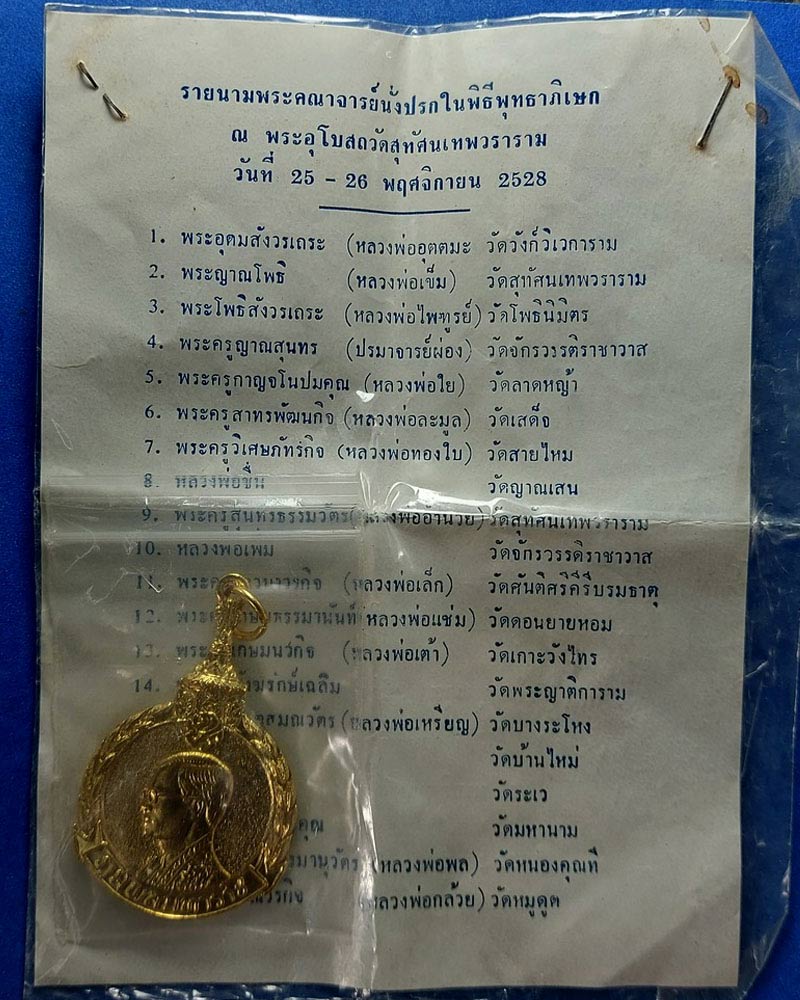 รายนามพระคณาจารย์นั่งปรกในพิธีพุทธาภิเษก
ณ พระอุโบสถวัดสุทัศนเทพวราราม
วันที่ 25 - 26 พฤศจิกายน 2528
1. พระอุดมสังวรเถระ (หลวงพ่ออุตตมะ วัดวังก์วิเวการาม
2. พระญาณโพธิ (หลวงพ่อเข็ม) วัดสุทัศนเทพวราราม
3. พระโพธิสังวรเถระ (หลวงพ่อไพฑูรย์) วัดโพธินิมิตร
4. พระครูญาณสุนทร (ปรมาจารย์ผ่อง) วัดจักรวรรติราชาวาส
5. พระครูกาญจโนปมคุณ (หลวงพ่อใย) วัดลาดหญ้า
6. พระครูสาทรพัฒนกิจ (หลวงพ่อละมูล) วัดเสด็จ
7. พระครูวิเศษภัทรกิจ (หลวงพ่อทองใบ) วัดสายไหม
8. หลวงพ่อชื่น วัดญาณเสน
9. พระครูสุนทรธรรมวัตร (หลวงพ่ออำนวย) วัดสุทัศนเทพวราราม
10. หลวงพ่อเพิ่ม วัดจักรวรรดิราชาวาส
11. (หลวงพ่อเล็ก) วัดศันติศรีคีรีบรมธาตุ
12. (หลวงพ่อแช่ม) วัดดอนยายหอม
13. (หลวงพ่อเต้า) วัดเกาะวังไทร
14. วัดพระญาติการาม
(หลวงพ่อเหรียญ) วัดบางระโหง
วัดบ้านใหม่
วัดระเว
คุณ วัดมหานาม
(หลวงพ่อพล) วัดหนองคุณที
(หลวงพ่อกล้วย) วัดหมูดูด